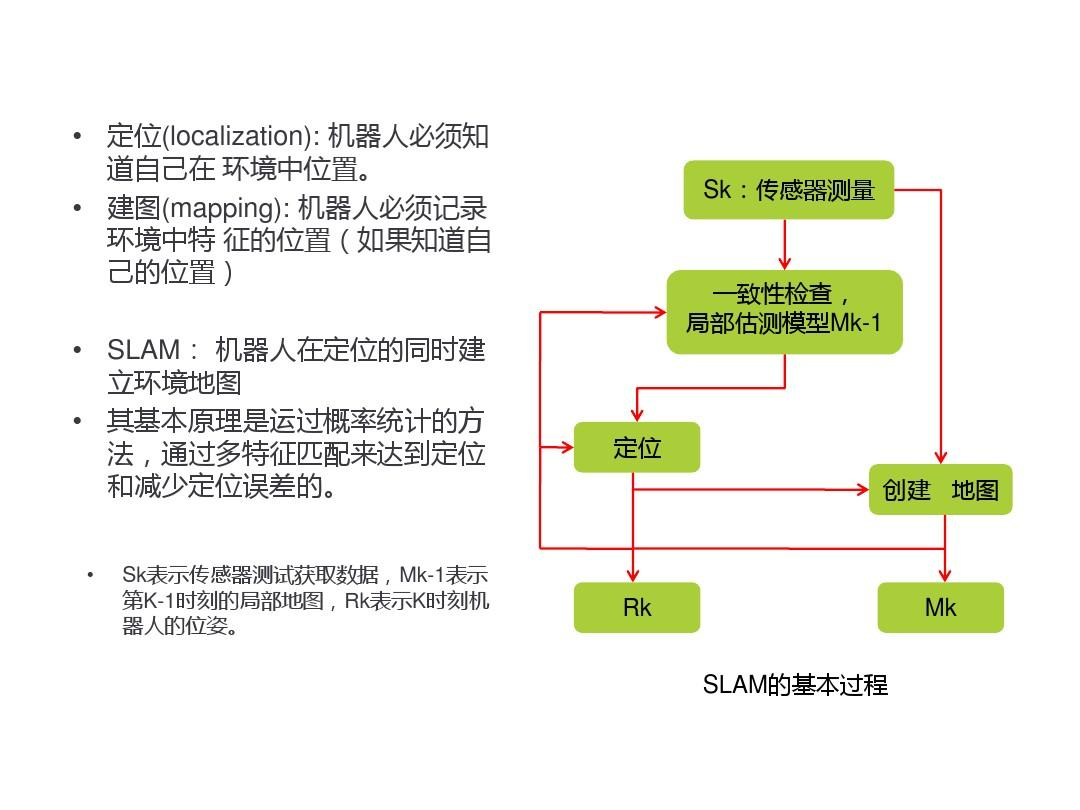 • 定位(localization): 机器人必须知
道自己在 环境中位置。
• 建图(mapping): 机器人必须记录
环境中特 征的位置（如果知道自
己的位置）
• SLAM： 机器人在定位的同时建
立环境地图
• 其基本原理是运过概率统计的方
法，通过多特征匹配来达到定位
和减少定位误差的。
• Sk表示传感器测试获取数据，Mk-1表示
第K-1时刻的局部地图，Rk表示K时刻机
器人的位姿。
Sk：传感器测量
一致性检查，
局部估测模型Mk-1
定位
创建 地图
Rk
Mk
SLAM的基本过程